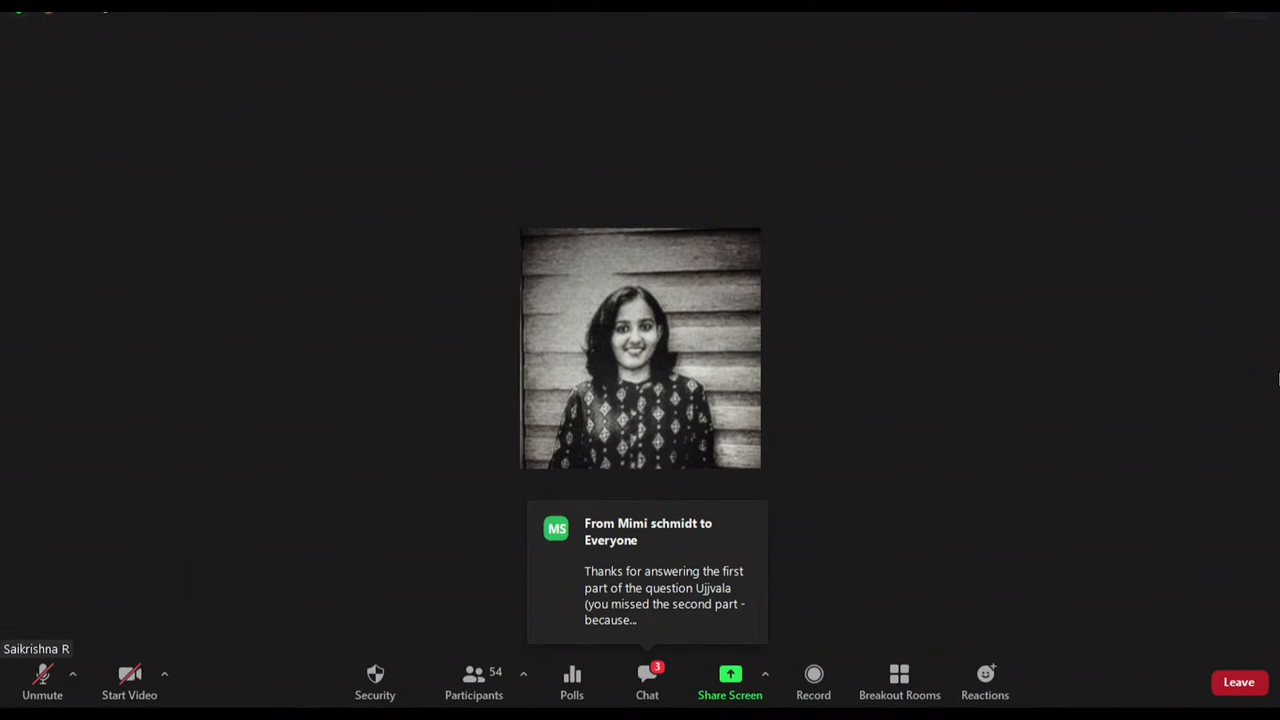 MS
From Mimi schmidt to
Everyone
Thanks for answering the first
part of the question Ujjvala
(you missed the second part -
because...
Saikrishna R
Unmute
Start Video
Security
54
Participants
Polls
3
Chat
Share Screen
Record
Breakout Rooms
Reactions
Leave